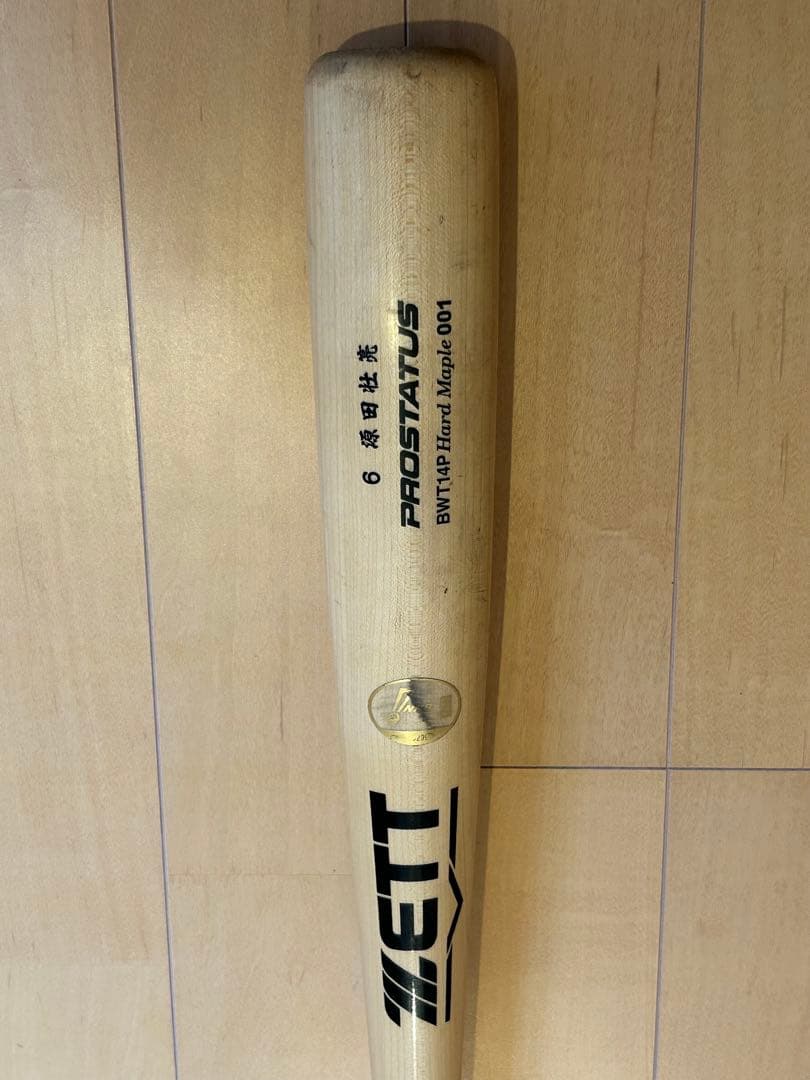 6 源田壮亮
PROSTATUS
BWT14P Hard Maple 001
ZETT